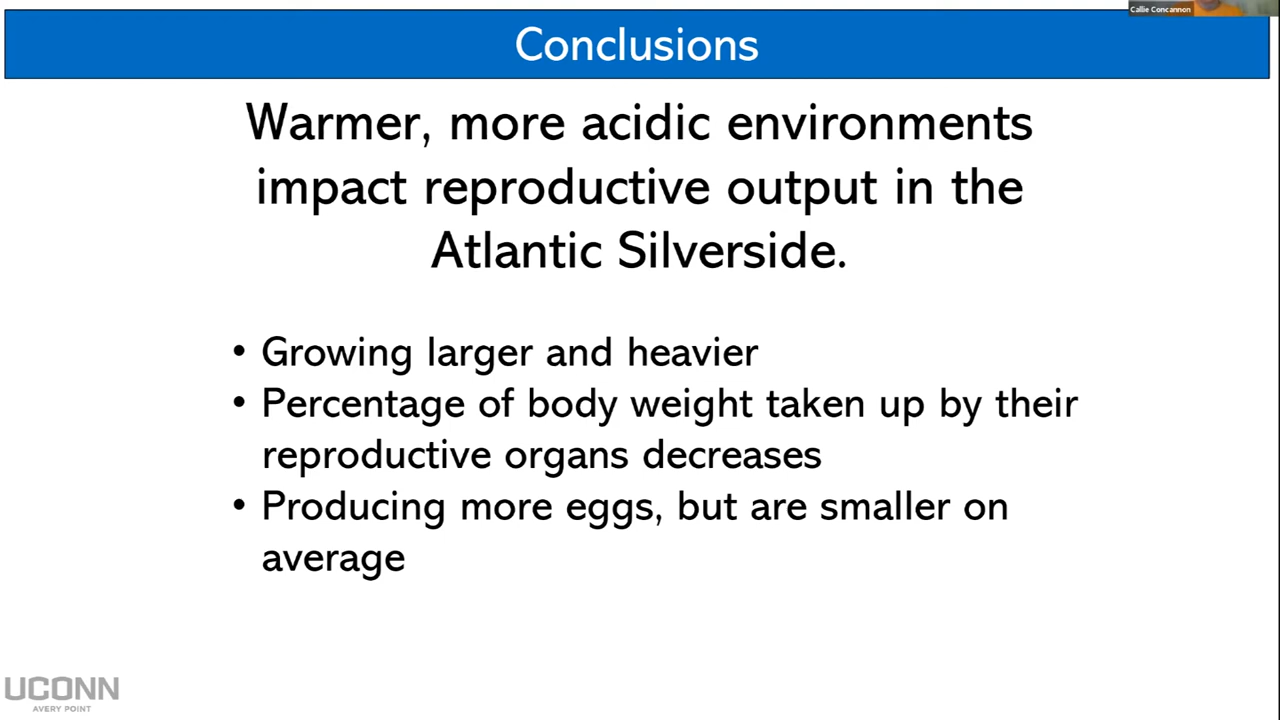 Callie Concannon
Conclusions
Warmer, more acidic environments
impact reproductive output in the
Atlantic Silverside.
• Growing larger and heavier
• Percentage of body weight taken up by their
reproductive organs decreases
• Producing more eggs, but are smaller on
average
UCONN
AVERY POINT